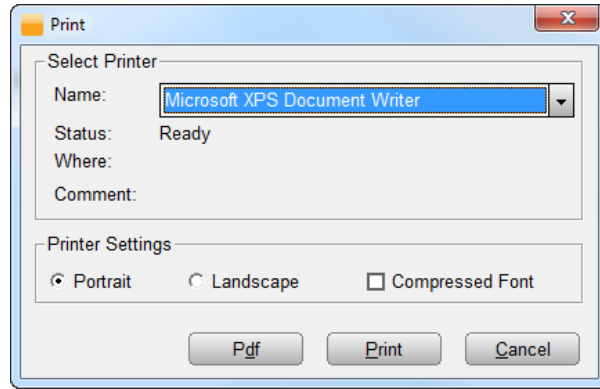 Print
Select Printer
Name: Microsoft XPS Document Writer
Status: Ready
Where:
Comment:
Printer Settings
Portrait Landscape Compressed Font
Pdf Print Cancel